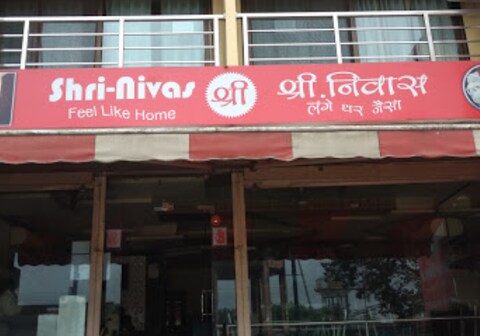 Shri-Nivas
Feel Like Home
श्री
श्री.निवास
लगे घर जैसा